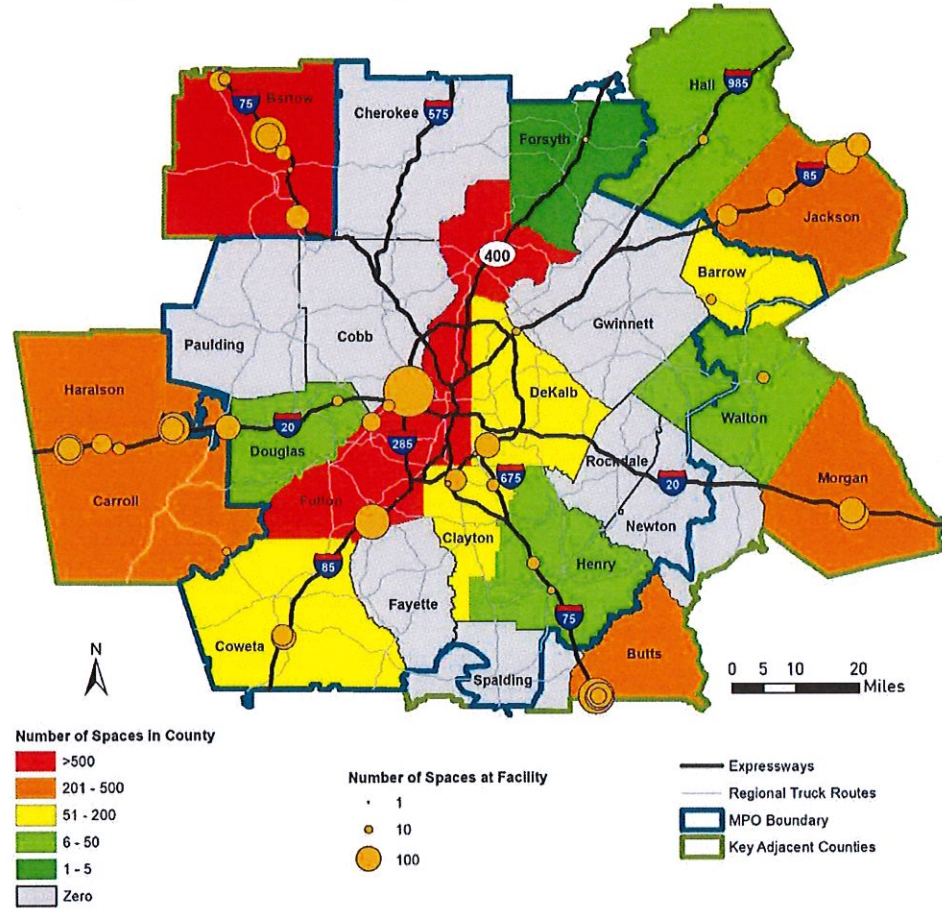 Hall
985
Bartow
75
Cherokee
575
Forsyth
85
Jackson
400
Barrow
Gwinnett
Cobb
Paulding
DeKalb
Haralson
Walton
20
Douglas
285
Rockdale
Morgan
675
20
Carroll
Fulton
Newton
Clayton
Henry
85
Fayette
75
Coweta
Butts
Spalding
N
0 5 10 20
Miles
Number of Spaces in County
>500
201 - 500
51 - 200
6 - 50
1 - 5
Zero
Number of Spaces at Facility
1
10
100
Expressways
Regional Truck Routes
MPO Boundary
Key Adjacent Counties